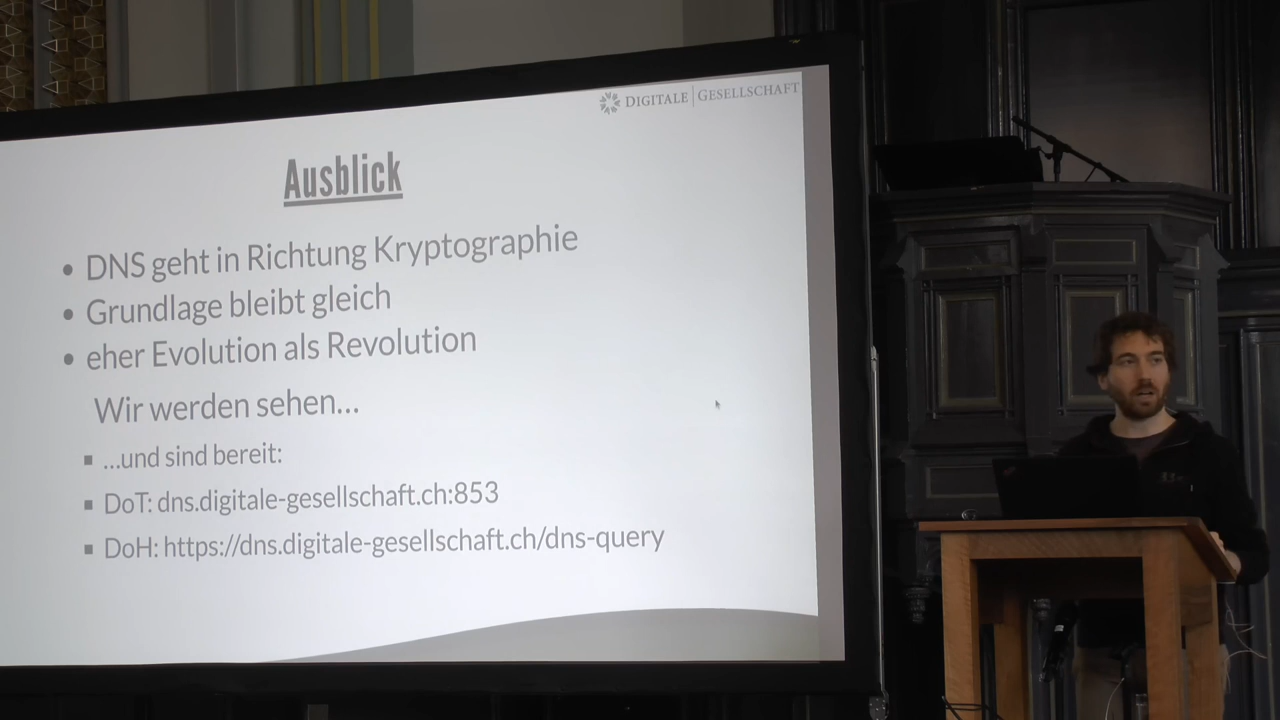 DIGITALE | GESELLSCHAFT
Ausblick
• DNS geht in Richtung Kryptographie
• Grundlage bleibt gleich
• eher Evolution als Revolution
Wir werden sehen...
▪ ...und sind bereit:
▪ DoT: dns.digitale-gesellschaft.ch:853
▪ DoH: https://dns.digitale-gesellschaft.ch/dns-query